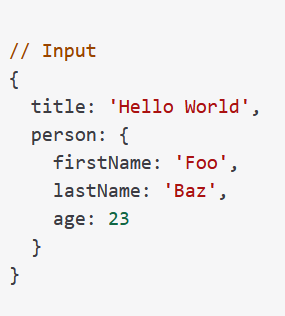 // Input
{
  title: 'Hello World',
  person: {
    firstName: 'Foo',
    lastName: 'Baz',
    age: 23
  }
}